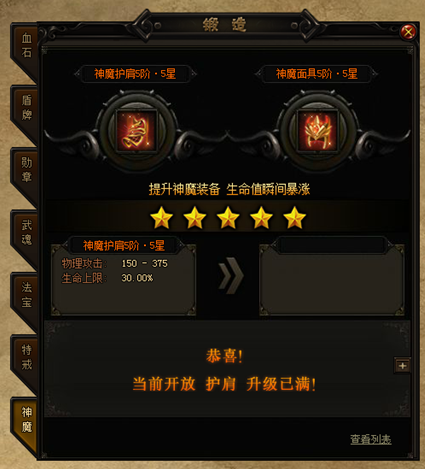 锻造
血石
盾牌
勋章
武魂
法宝
特戒
神魔
神魔护肩5阶·5星
神魔面具5阶·5星
提升神魔装备 生命值瞬间暴涨
神魔护肩5阶·5星
物理攻击 150 - 375
生命上限 30.00%
恭喜!
当前开放 护肩 升级已满!
查看列表